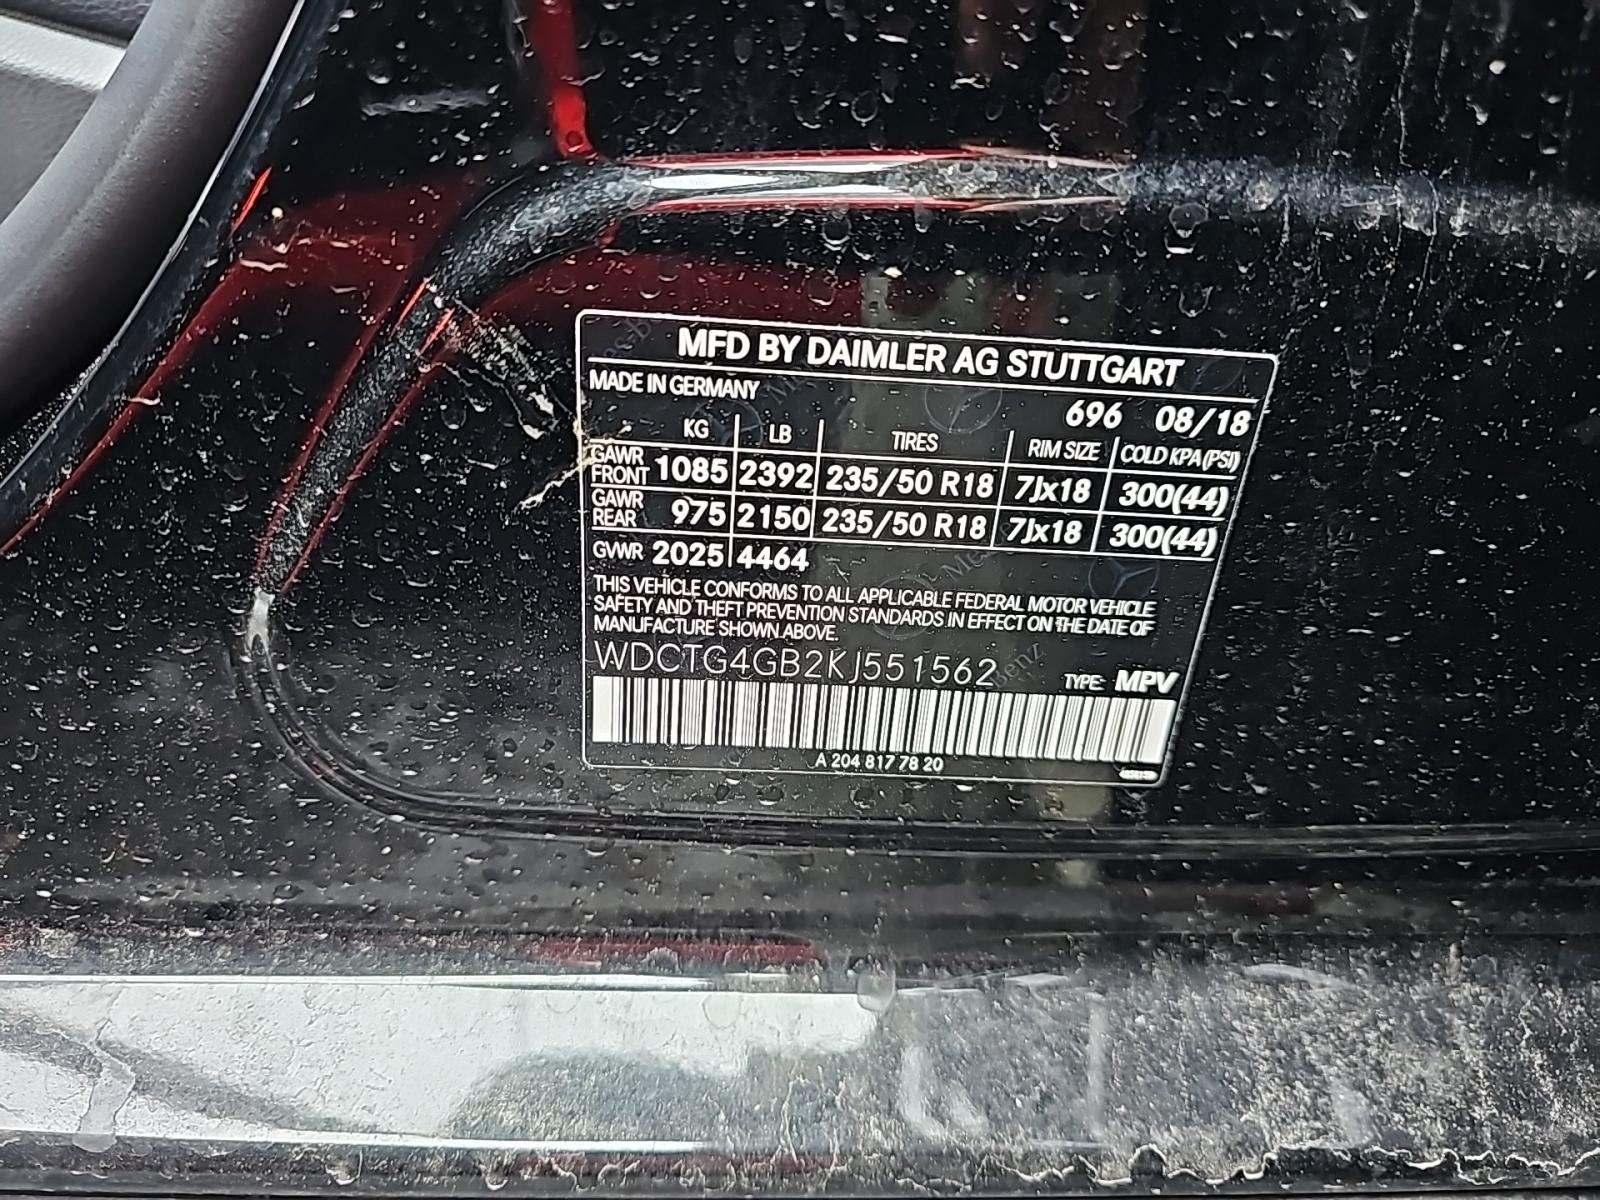 MFD BY DAIMLER AG STUTTGART
MADE IN GERMANY
696 08/18
KG LB TIRES RIM SIZE COLD KPA(PSI)
GAWR FRONT 1085 2392 235/50 R18 7Jx18 300(44)
GAWR REAR 975 2150 235/50 R18 7Jx18 300(44)
GVWR 2025 4464
THIS VEHICLE CONFORMS TO ALL APPLICABLE FEDERAL MOTOR VEHICLE
SAFETY AND THEFT PREVENTION STANDARDS IN EFFECT ON THE DATE OF
MANUFACTURE SHOWN ABOVE.
WDCTG4GB2KJ551562
TYPE: MPV
A 204 817 78 20